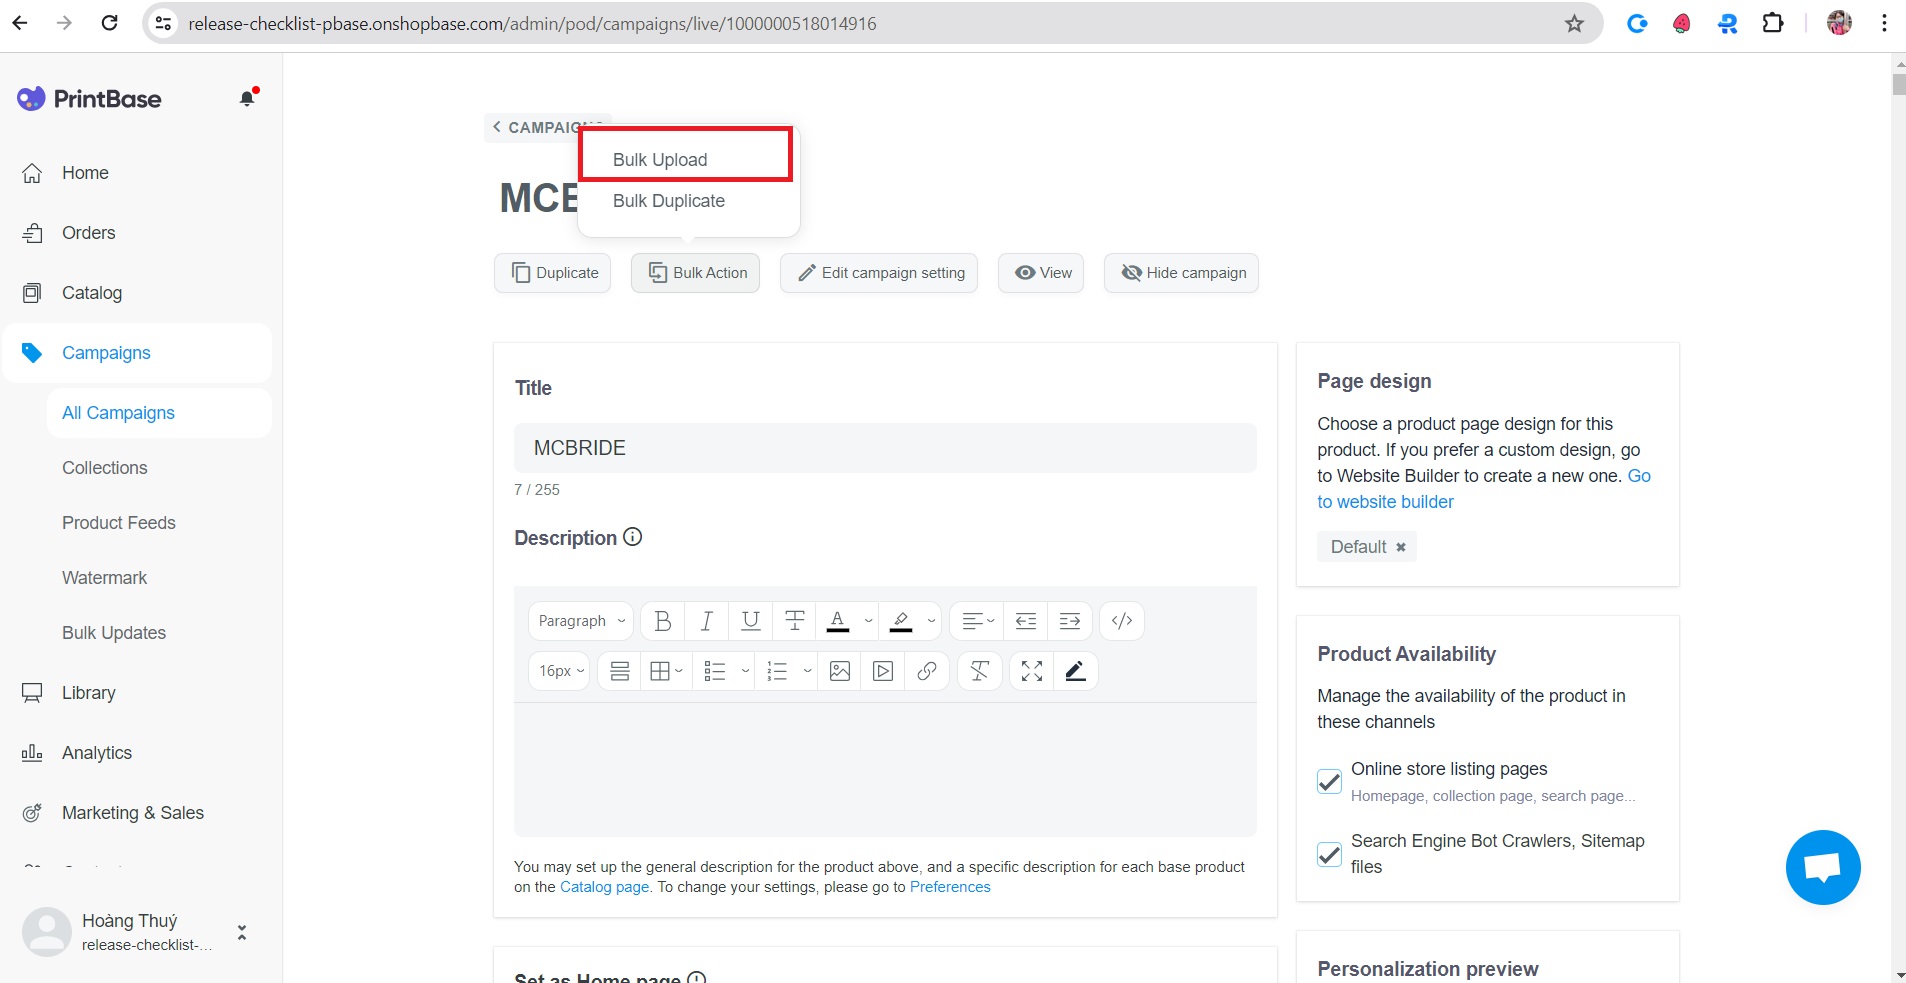 release-checklist-pbase.onshopbase.com/admin/pod/campaigns/live/1000000518014916
PrintBase
Home
Orders
Catalog
Campaigns
All Campaigns
Collections
Product Feeds
Watermark
Bulk Updates
Library
Analytics
Marketing & Sales
Hoàng Thuý
release-checklist-...
CAMPAIGNS
Bulk Upload
Bulk Duplicate
Duplicate
Bulk Action
Edit campaign setting
View
Hide campaign
Title
MCBRIDE
7 / 255
Description
Paragraph
16px
You may set up the general description for the product above, and a specific description for each base product
on the Catalog page. To change your settings, please go to Preferences
Set as Home page
Page design
Choose a product page design for this
product. If you prefer a custom design, go
to Website Builder to create a new one. Go
to website builder
Default
Product Availability
Manage the availability of the product in
these channels
Online store listing pages
Homepage, collection page, search page...
Search Engine Bot Crawlers, Sitemap
files
Personalization preview